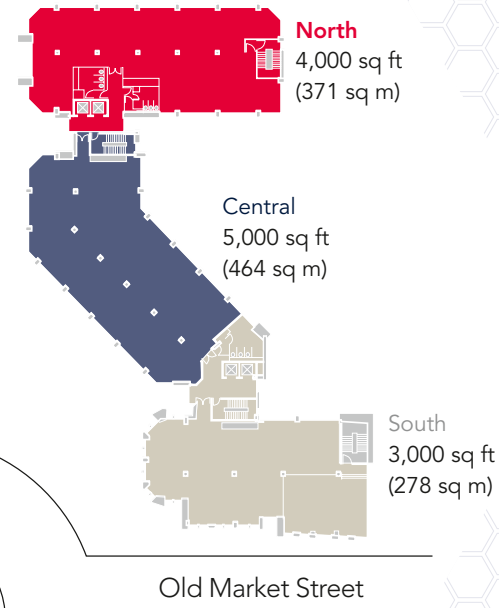 North
4,000 sq ft
(371 sq m)
Central
5,000 sq ft
(464 sq m)
South
3,000 sq ft
(278 sq m)
Old Market Street